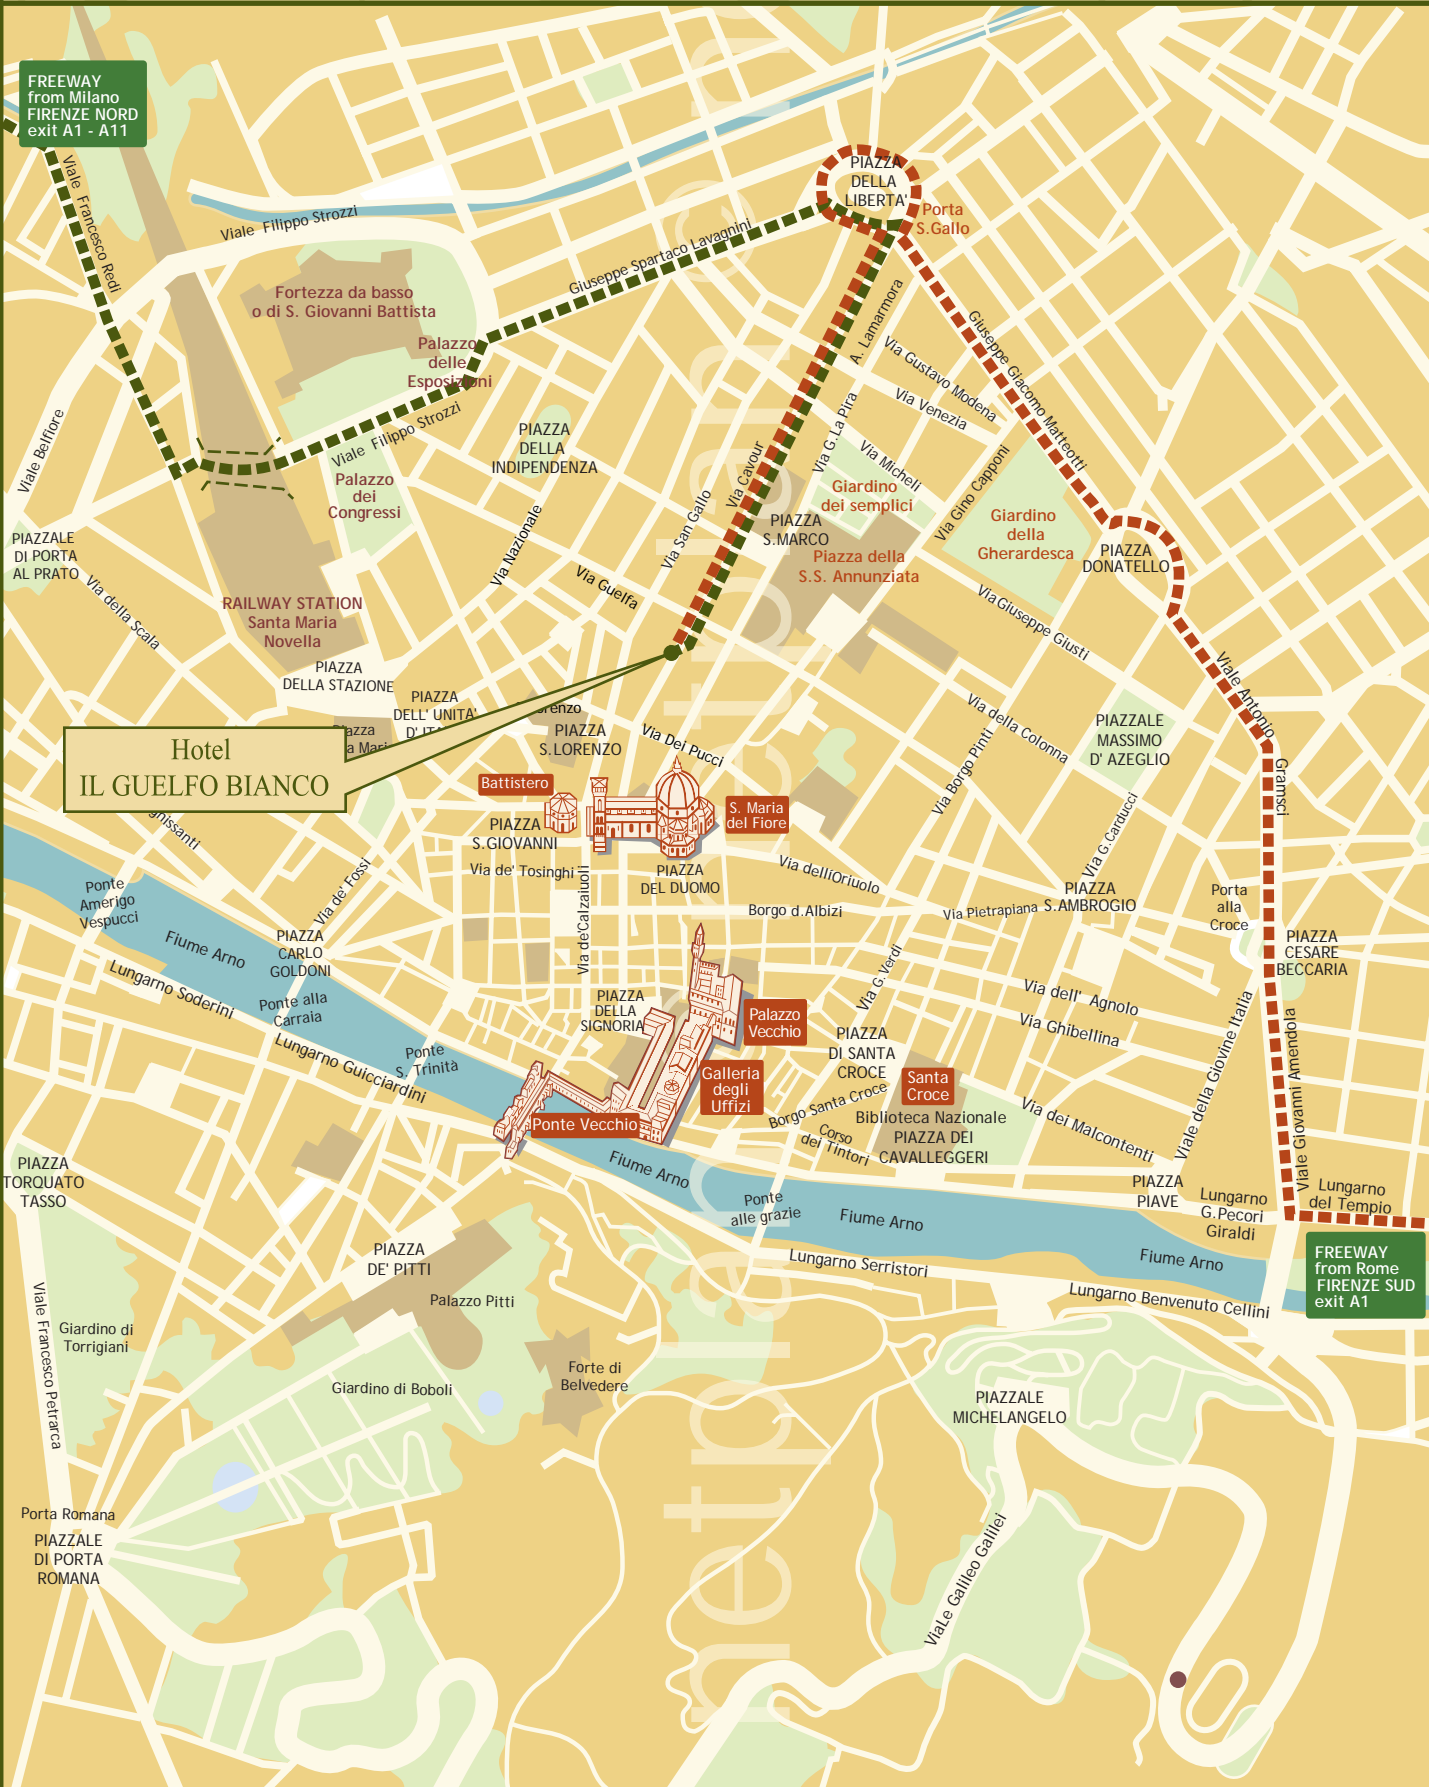 FREEWAY
from Milano
FIRENZE NORD
exit A1 - A11
Viale Francesco Redi
Viale Filippo Strozzi
Fortezza da basso
o di S. Giovanni Battista
Palazzo
delle
Esposizioni
Giuseppe Spartaco Lavagnini
PIAZZA
DELLA
LIBERTA'
Porta
S.Gallo
Viale Filippo Strozzi
Viale Belfiore
PIAZZA
DELLA
INDIPENDENZA
Palazzo
dei
Congressi
A. Lamarmora
Giuseppe Giacomo Matteotti
Via Gustavo Modena
Via Venezia
Via G. La Pira
Via Micheli
Via Cavour
Via San Gallo
Giardino
dei semplici
Via Gino Capponi
Giardino
della
Gherardesca
PIAZZA
S.MARCO
Piazza della
S.S. Annunziata
PIAZZA
DONATELLO
PIAZZALE
DI PORTA
AL PRATO
Via della Scala
Via Nazionale
Via Guelfa
RAILWAY STATION
Santa Maria
Novella
PIAZZA
DELLA STAZIONE
Via Giuseppe Giusti
Viale Antonio
Gramsci
PIAZZA
DELL' UNITA'
D' ITA
iazza
a Mari
orenzo
PIAZZA
S.LORENZO
Via Dei Pucci
Via della Colonna
Via Borgo Pinti
PIAZZALE
MASSIMO
D' AZEGLIO
Hotel
IL GUELFO BIANCO
gnissanti
Battistero
S. Maria
del Fiore
PIAZZA
S.GIOVANNI
Via de' Tosinghi
PIAZZA
DEL DUOMO
Via delliOriuolo
Via G.Carducci
Via de' Fossi
Via de'Calzaiuoli
Borgo d.Albizi
Via Pietrapiana
PIAZZA
S.AMBROGIO
Porta
alla
Croce
PIAZZA
CESARE
BECCARIA
Ponte
Amerigo
Vespucci
Fiume Arno
PIAZZA
CARLO
GOLDONI
Lungarno Soderini
Ponte alla
Carraia
Via G.Verdi
PIAZZA
DELLA
SIGNORIA
Palazzo
Vecchio
Via dell' Agnolo
Via Ghibellina
PIAZZA
DI SANTA
CROCE
Lungarno Guicciardini
Ponte
S. Trinità
Galleria
degli
Uffizi
Santa
Croce
Ponte Vecchio
Borgo Santa Croce
Corso
dei Tintori
Biblioteca Nazionale
PIAZZA DEI
CAVALLEGGERI
Via dei Malcontenti
Viale della Giovine Italia
Viale Giovanni Amendola
PIAZZA
TORQUATO
TASSO
Fiume Arno
Ponte
alle grazie
Fiume Arno
PIAZZA
PIAVE
Lungarno
G.Pecori
Giraldi
Lungarno
del Tempio
FREEWAY
from Rome
FIRENZE SUD
exit A1
Fiume Arno
Lungarno Serristori
Lungarno Benvenuto Cellini
PIAZZA
DE' PITTI
Palazzo Pitti
Viale Francesco Petrarca
Giardino di
Torrigiani
Giardino di Boboli
Forte di
Belvedere
PIAZZALE
MICHELANGELO
Porta Romana
PIAZZALE
DI PORTA
ROMANA
ViaLe Galileo Galilei